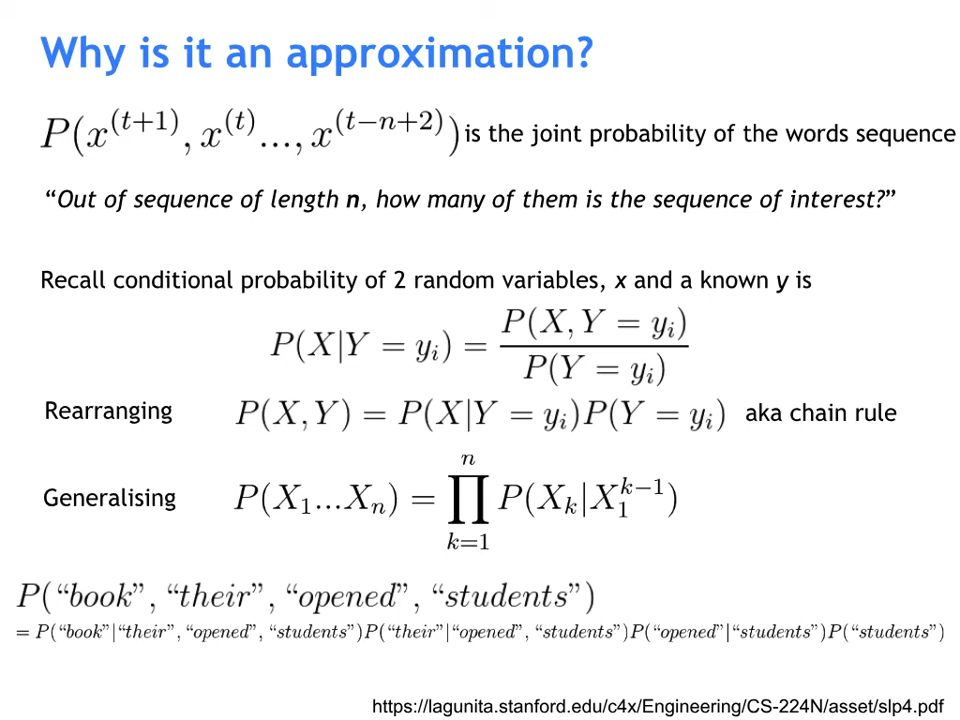 Why is it an approximation?
P(x^{(t+1)}, x^{(t)}..., x^{(t-n+2)}) is the joint probability of the words sequence
“Out of sequence of length n, how many of them is the sequence of interest?”
Recall conditional probability of 2 random variables, x and a known y is
P(X|Y = y_i) = \frac{P(X, Y = y_i)}{P(Y = y_i)}
Rearranging P(X, Y) = P(X|Y = y_i)P(Y = y_i) aka chain rule
Generalising P(X_1...X_n) = \prod_{k=1}^{n} P(X_k|X_1^{k-1})
P(“book”, “their”, “opened”, “students”)
= P(“book”|“their”, “opened”, “students”)P(“their”|“opened”, “students”)P(“opened”|“students”)P(“students”)
https://lagunita.stanford.edu/c4x/Engineering/CS-224N/asset/slp4.pdf